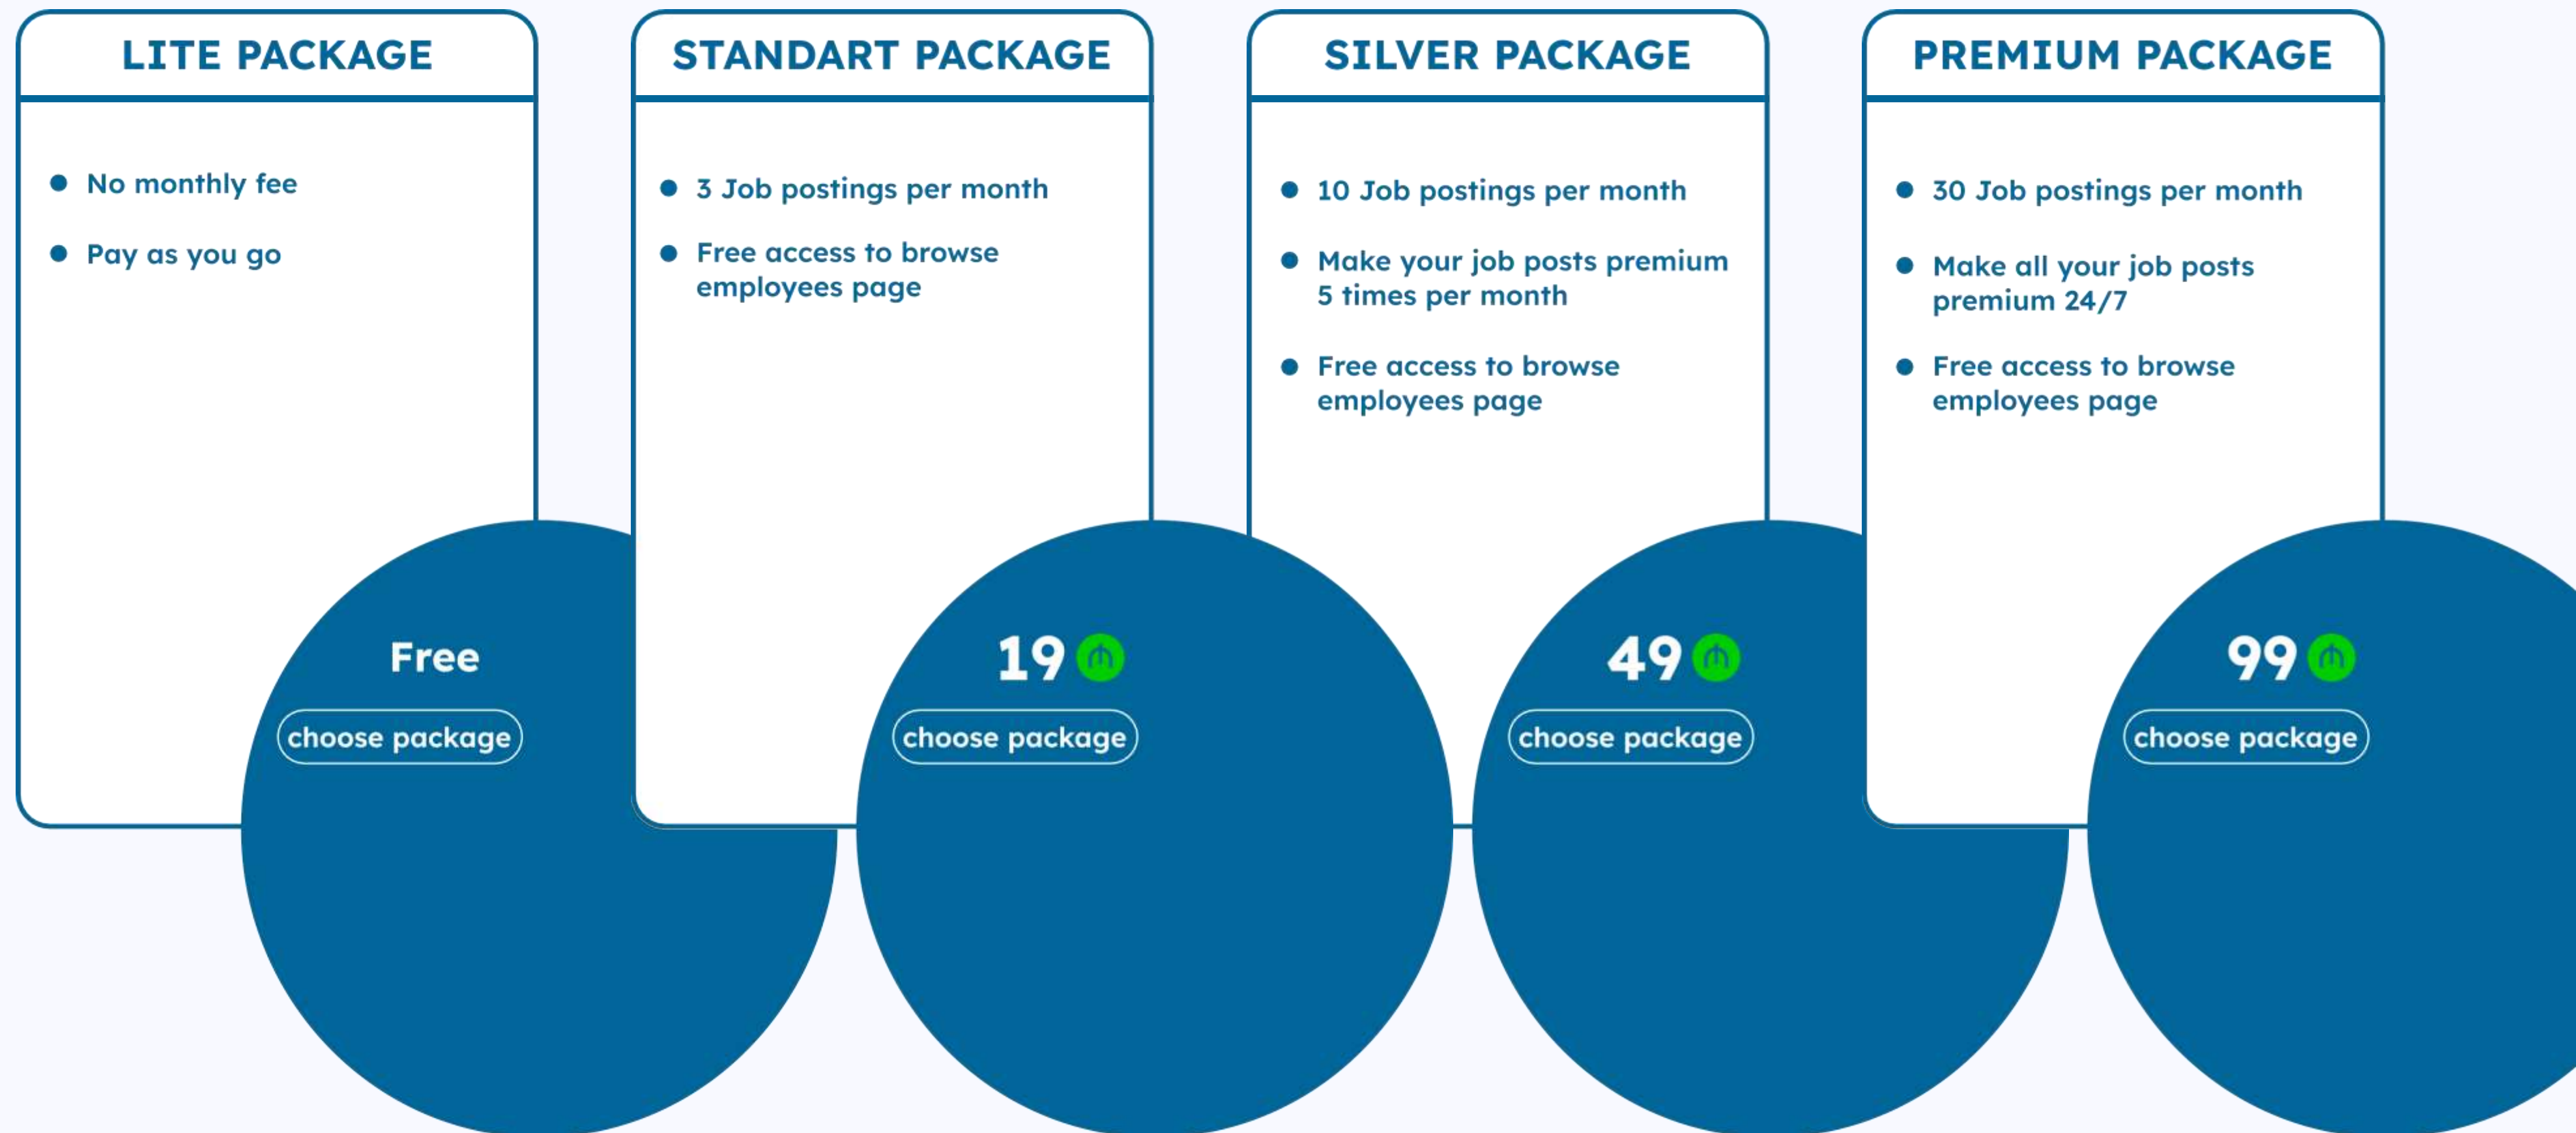 LITE PACKAGE
No monthly fee
Pay as you go
Free
choose package
STANDART PACKAGE
3 Job postings per month
Free access to browse
employees page
19 ₼
choose package
SILVER PACKAGE
10 Job postings per month
Make your job posts premium
5 times per month
Free access to browse
employees page
49 ₼
choose package
PREMIUM PACKAGE
30 Job postings per month
Make all your job posts
premium 24/7
Free access to browse
employees page
99 ₼
choose package